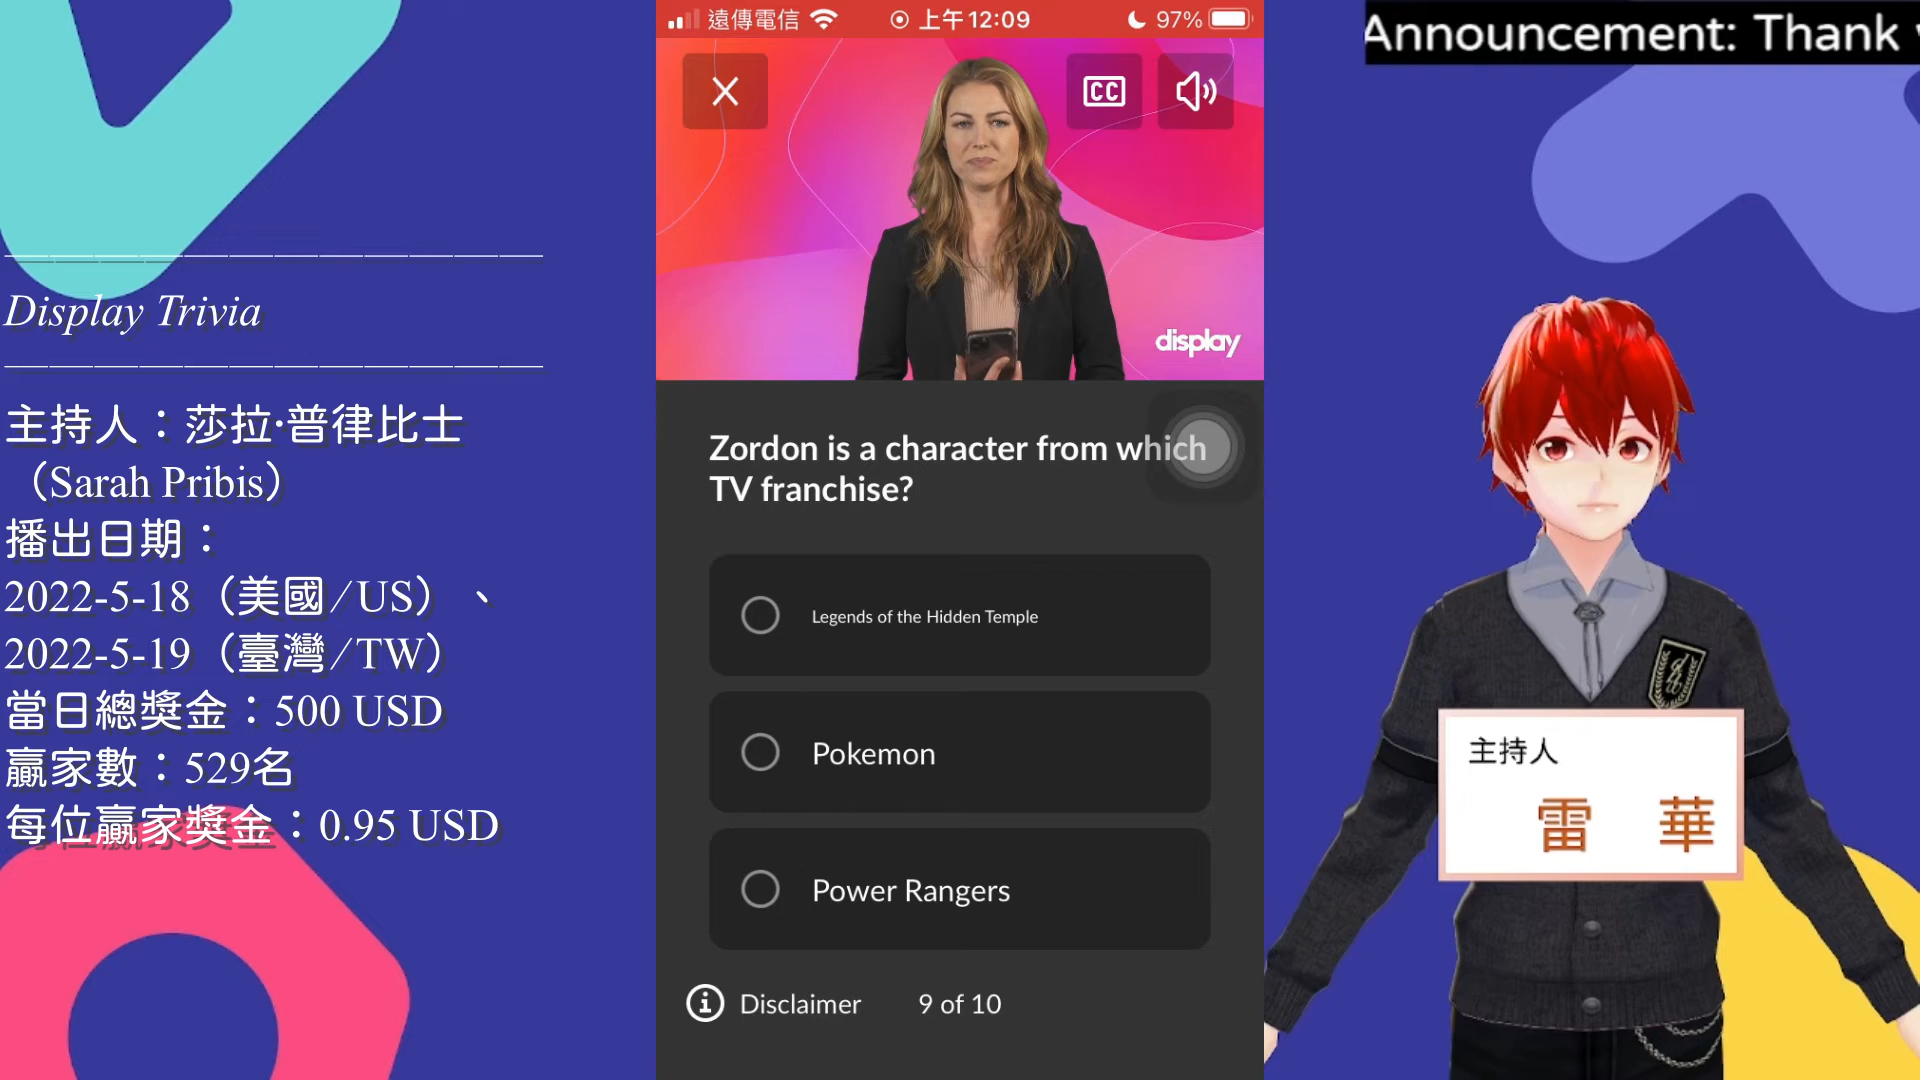 Display Trivia
主持人：莎拉·普律比士
（Sarah Pribis）
播出日期：
2022-5-18（美國/US）、
2022-5-19（臺灣/TW）
當日總獎金：500 USD
贏家數：529名
每位贏家獎金：0.95 USD
遠傳電信
上午12:09
97%
CC
display
Zordon is a character from which
TV franchise?
Legends of the Hidden Temple
Pokemon
Power Rangers
Disclaimer
9 of 10
Announcement: Thank
主持人
雷 華